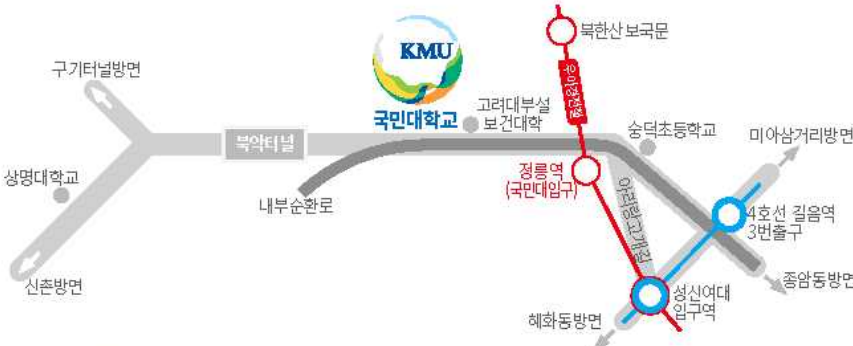 북한산 보국문
KMU
구기터널방면
우이경전철
고려대부설
보건대학
국민대학교
숭덕초등학교
미아삼거리방면
북악터널
정릉역
(국민대입구)
상명대학교
내부순환로
아리랑고개길
4호선 길음역
3번출구
신촌방면
성신여대
입구역
종암동방면
혜화동방면